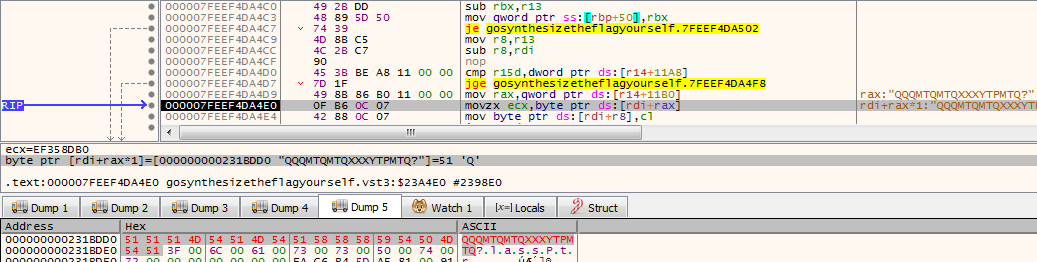 000007FEEF4DA4C0 49 2B DD sub rbx,r13
000007FEEF4DA4C3 48 89 5D 50 mov qword ptr ss:[rbp+50],rbx
000007FEEF4DA4C7 74 39 je gosynthesizetheflagyourself.7FEEF4DA502
000007FEEF4DA4C9 4D 8B C5 mov r8,r13
000007FEEF4DA4CC 4C 2B C7 sub r8,rdi
000007FEEF4DA4CF 90 nop
000007FEEF4DA4D0 45 3B BE A8 11 00 00 cmp r15d,dword ptr ds:[r14+11A8]
000007FEEF4DA4D7 7D 1F jge gosynthesizetheflagyourself.7FEEF4DA4F8
000007FEEF4DA4D9 49 8B 86 B0 11 00 00 mov rax,qword ptr ds:[r14+11B0] rax:"QQQMTQMTQXXXYTPMTQ?"
RIP 000007FEEF4DA4E0 0F B6 0C 07 movzx ecx,byte ptr ds:[rdi+rax] rdi+rax*1:"QQQMTQMTQXXXYT
000007FEEF4DA4E4 42 88 0C 07 mov byte ptr ds:[rdi+r8],cl
ecx=EF358DB0
byte ptr [rdi+rax*1]=[000000000231BDD0 "QQQMTQMTQXXXYTPMTQ?"]=51 'Q'
.text:000007FEEF4DA4E0 gosynthesizetheflagyourself.vst3:$23A4E0 #2398E0
Dump 1 Dump 2 Dump 3 Dump 4 Dump 5 Watch 1 [x=] Locals Struct
Address Hex ASCII
000000000231BDD0 51 51 51 4D 54 51 4D 54 51 58 58 58 59 54 50 4D QQQMTQMTQXXXYTPM
000000000231BDE0 54 51 3F 00 6C 00 61 00 73 00 73 00 50 00 74 00 TQ?.l.a.s.s.P.t.